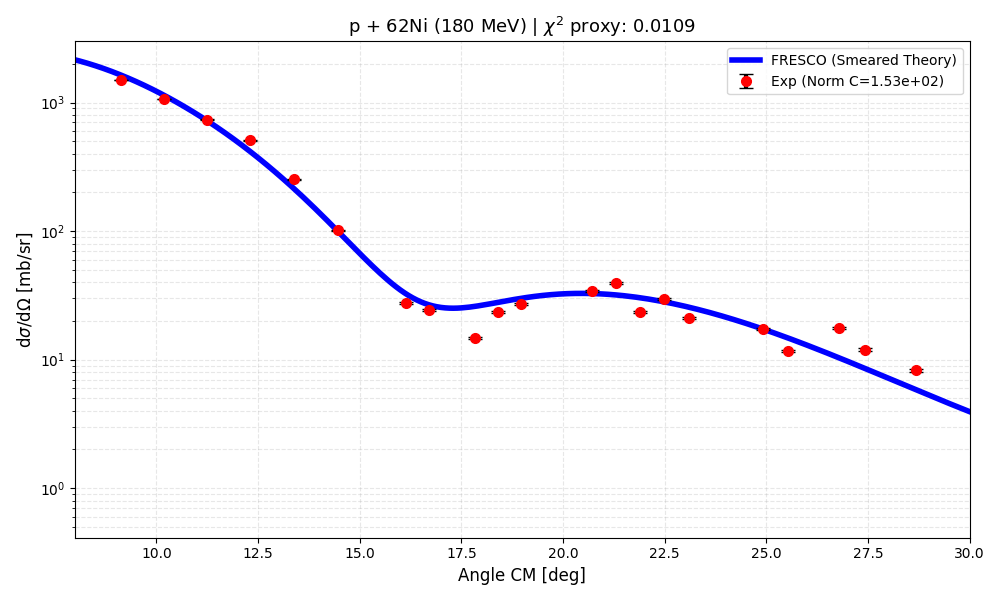 p + 62Ni (180 MeV) | χ² proxy: 0.0109
FRESCO (Smeared Theory)
Exp (Norm C=1.53e+02)
dσ/dΩ [mb/sr]
10³
10²
10¹
10⁰
10.0 12.5 15.0 17.5 20.0 22.5 25.0 27.5 30.0
Angle CM [deg]